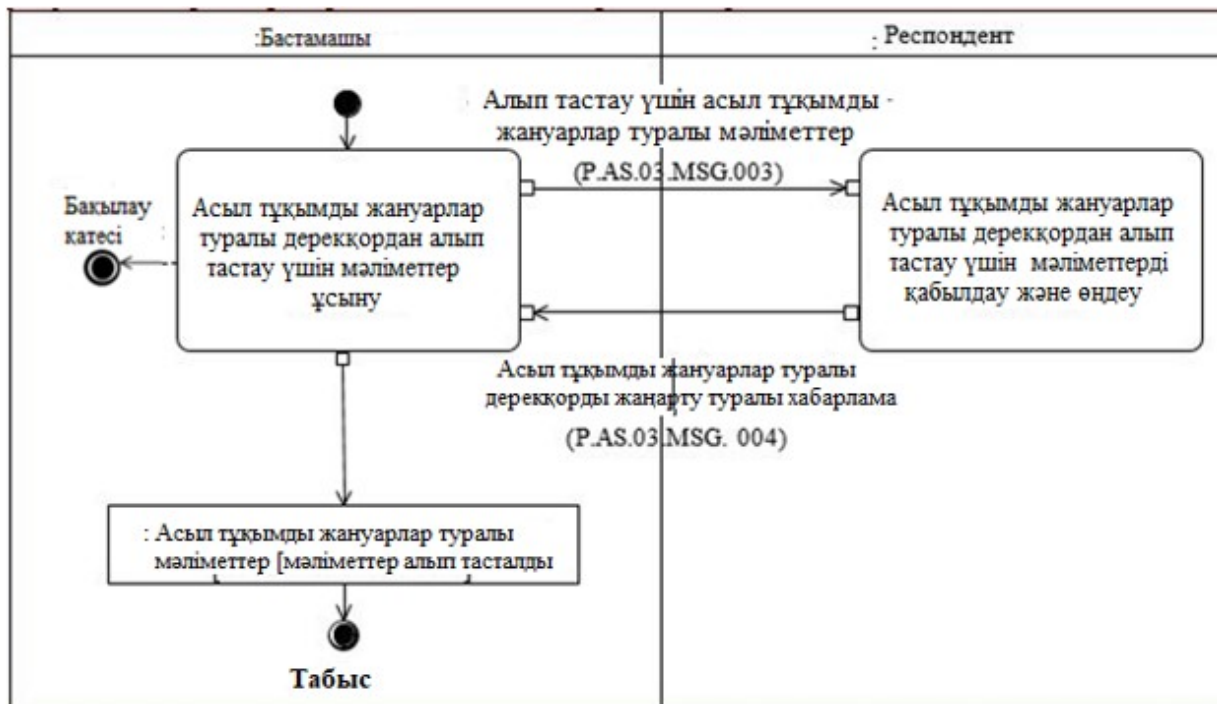 :Бастамашы
: Респондент
Алып тастау үшін асыл тұқымды -
жануарлар туралы мәліметтер
(P.AS.03.MSG.003)
Бақылау
қатесі :
Асыл тұқымды жануарлар
туралы дерекқордан алып
тастау үшін мәліметтер
ұсыну
Асыл тұқымды жануарлар
туралы дерекқордан алып
тастау үшін мәліметтерді
қабылдау және өңдеу
Асыл тұқымды жануарлар туралы
дерекқорды жаңарту туралы хабарлама
(P.AS.03.MSG. 004)
: Асыл тұқымды жануарлар туралы
мәліметтер [мәліметтер алып тасталды
Табыс